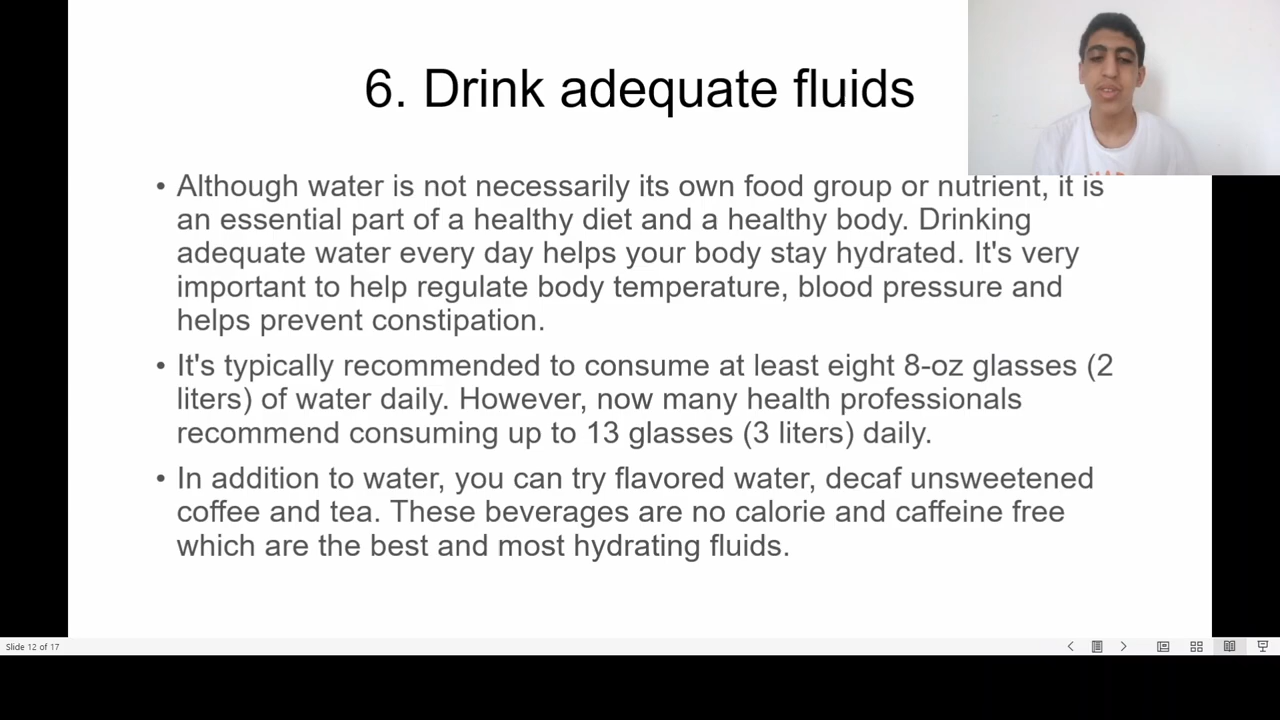 6. Drink adequate fluids
• Although water is not necessarily its own food group or nutrient, it is
an essential part of a healthy diet and a healthy body. Drinking
adequate water every day helps your body stay hydrated. It's very
important to help regulate body temperature, blood pressure and
helps prevent constipation.
• It's typically recommended to consume at least eight 8-oz glasses (2
liters) of water daily. However, now many health professionals
recommend consuming up to 13 glasses (3 liters) daily.
• In addition to water, you can try flavored water, decaf unsweetened
coffee and tea. These beverages are no calorie and caffeine free
which are the best and most hydrating fluids.
Slide 12 of 17